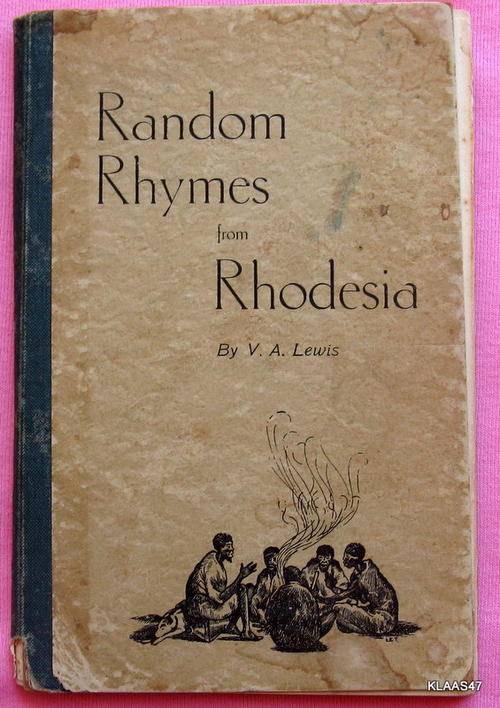 Random
Rhymes
from
Rhodesia
By V. A. Lewis
KLAAS47